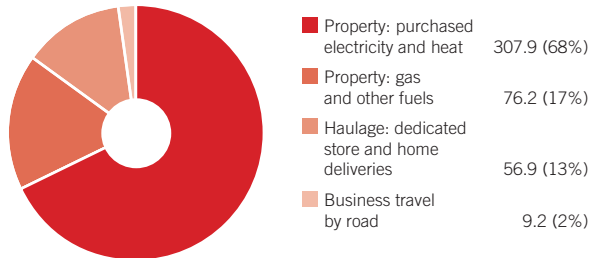 Property: purchased
electricity and heat 307.9 (68%)
Property: gas
and other fuels 76.2 (17%)
Haulage: dedicated
store and home
deliveries 56.9 (13%)
Business travel
by road 9.2 (2%)